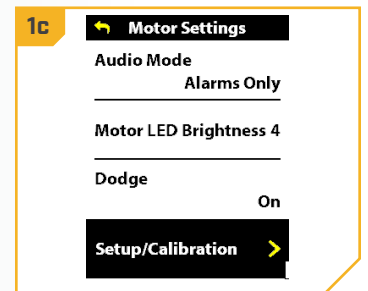 1c
Motor Settings
Audio Mode
Alarms Only
Motor LED Brightness 4
Dodge
On
Setup/Calibration